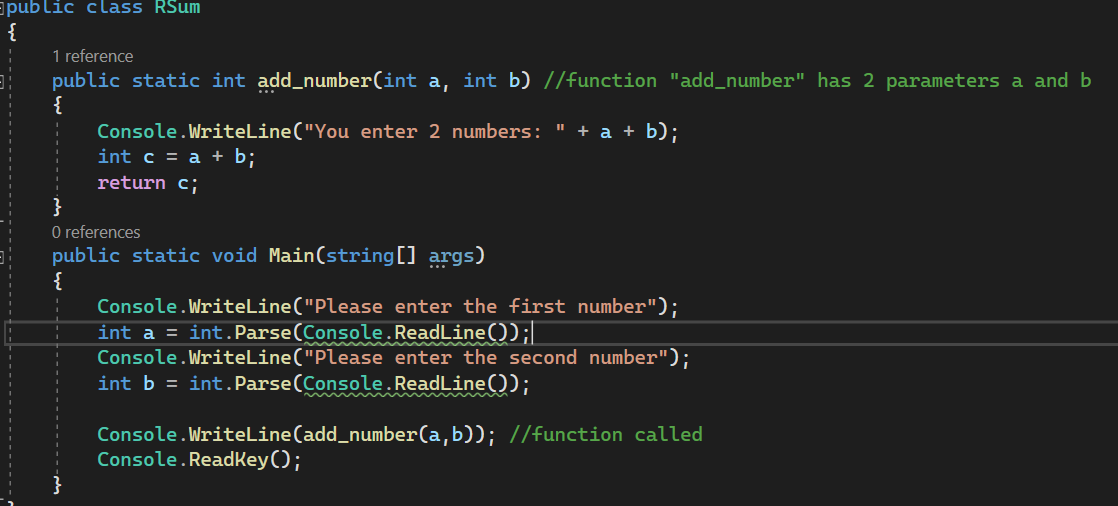 public class RSum
{
1 reference
public static int add_number(int a, int b) //function "add_number" has 2 parameters a and b
{
Console.WriteLine("You enter 2 numbers: " + a + b);
int c = a + b;
return c;
}
0 references
public static void Main(string[] args)
{
Console.WriteLine("Please enter the first number");
int a = int.Parse(Console.ReadLine());
Console.WriteLine("Please enter the second number");
int b = int.Parse(Console.ReadLine());
Console.WriteLine(add_number(a,b)); //function called
Console.ReadKey();
}
}